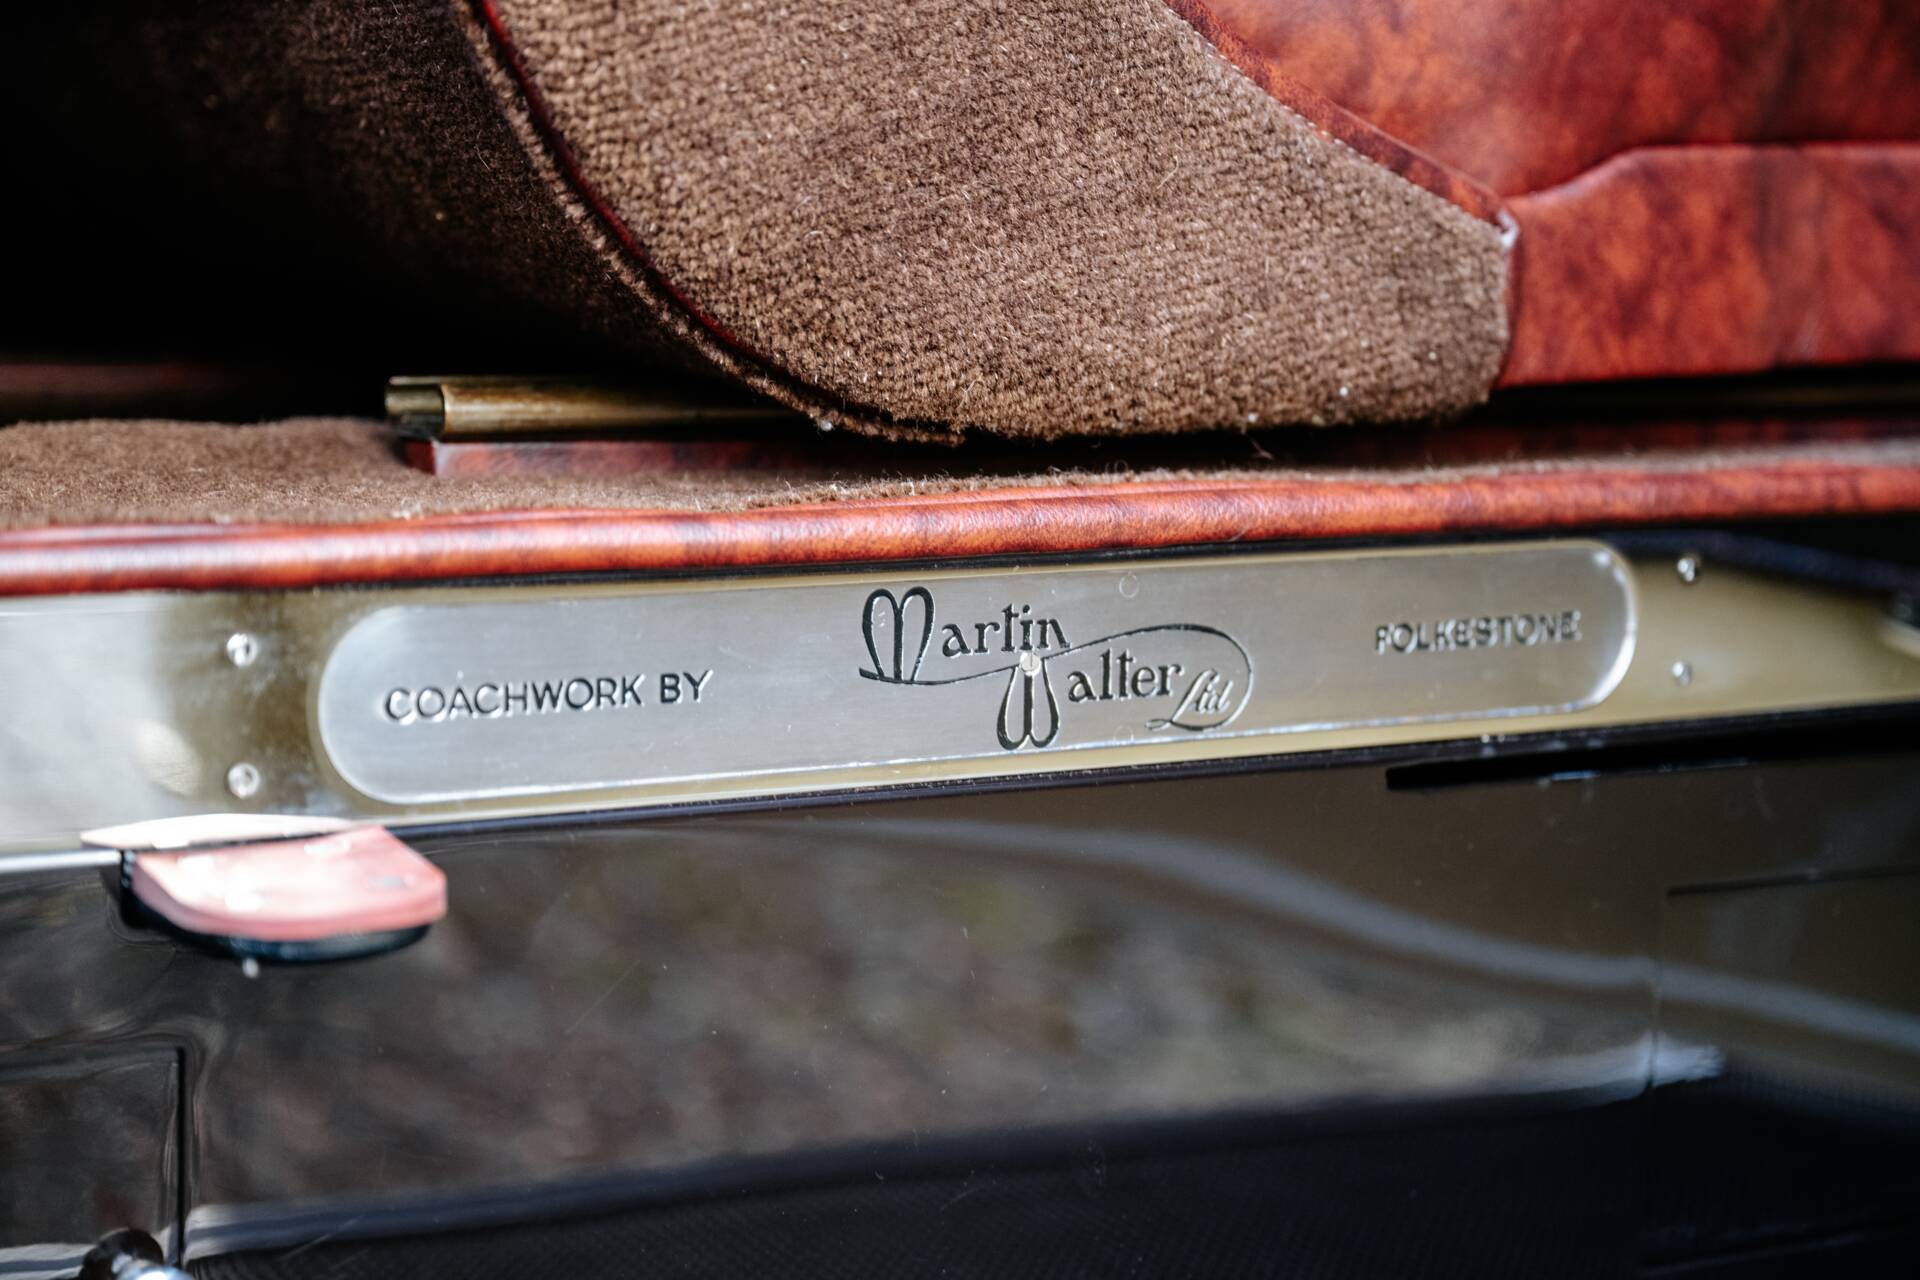 COACHWORK BY
Martin
Walter Ltd
FOLKESTONE